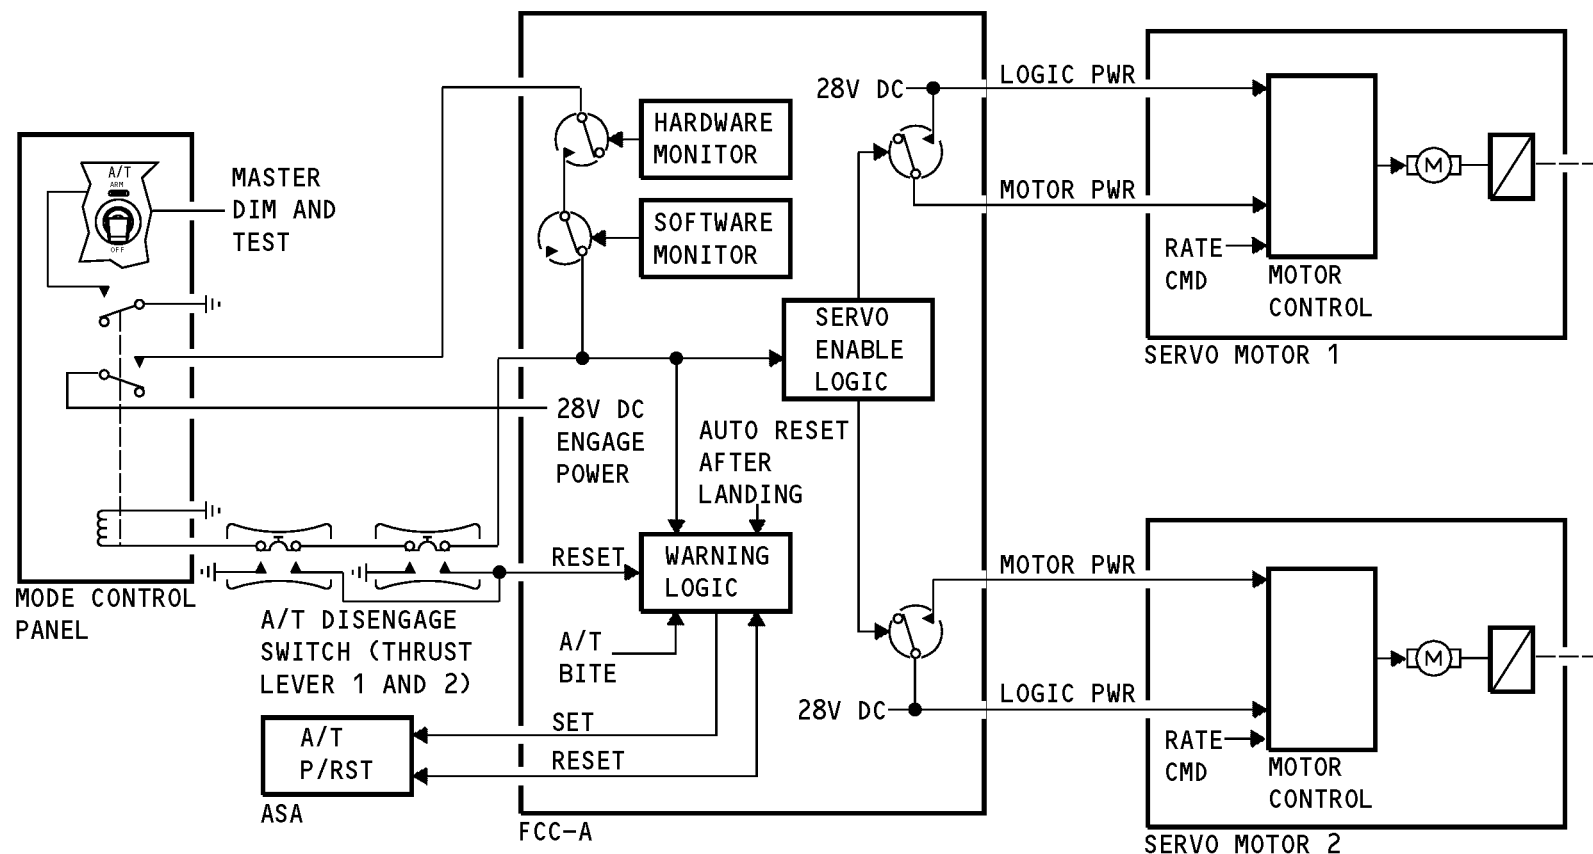 A/T
ARM
OFF
MASTER
DIM AND
TEST
MODE CONTROL
PANEL
HARDWARE
MONITOR
SOFTWARE
MONITOR
28V DC
SERVO
ENABLE
LOGIC
28V DC
ENGAGE
POWER
AUTO RESET
AFTER
LANDING
RESET
WARNING
LOGIC
A/T
BITE
A/T DISENGAGE
SWITCH (THRUST
LEVER 1 AND 2)
SET
RESET
A/T
P/RST
ASA
28V DC
FCC-A
LOGIC PWR
MOTOR PWR
RATE
CMD
MOTOR
CONTROL
M
SERVO MOTOR 1
MOTOR PWR
LOGIC PWR
RATE
CMD
MOTOR
CONTROL
M
SERVO MOTOR 2